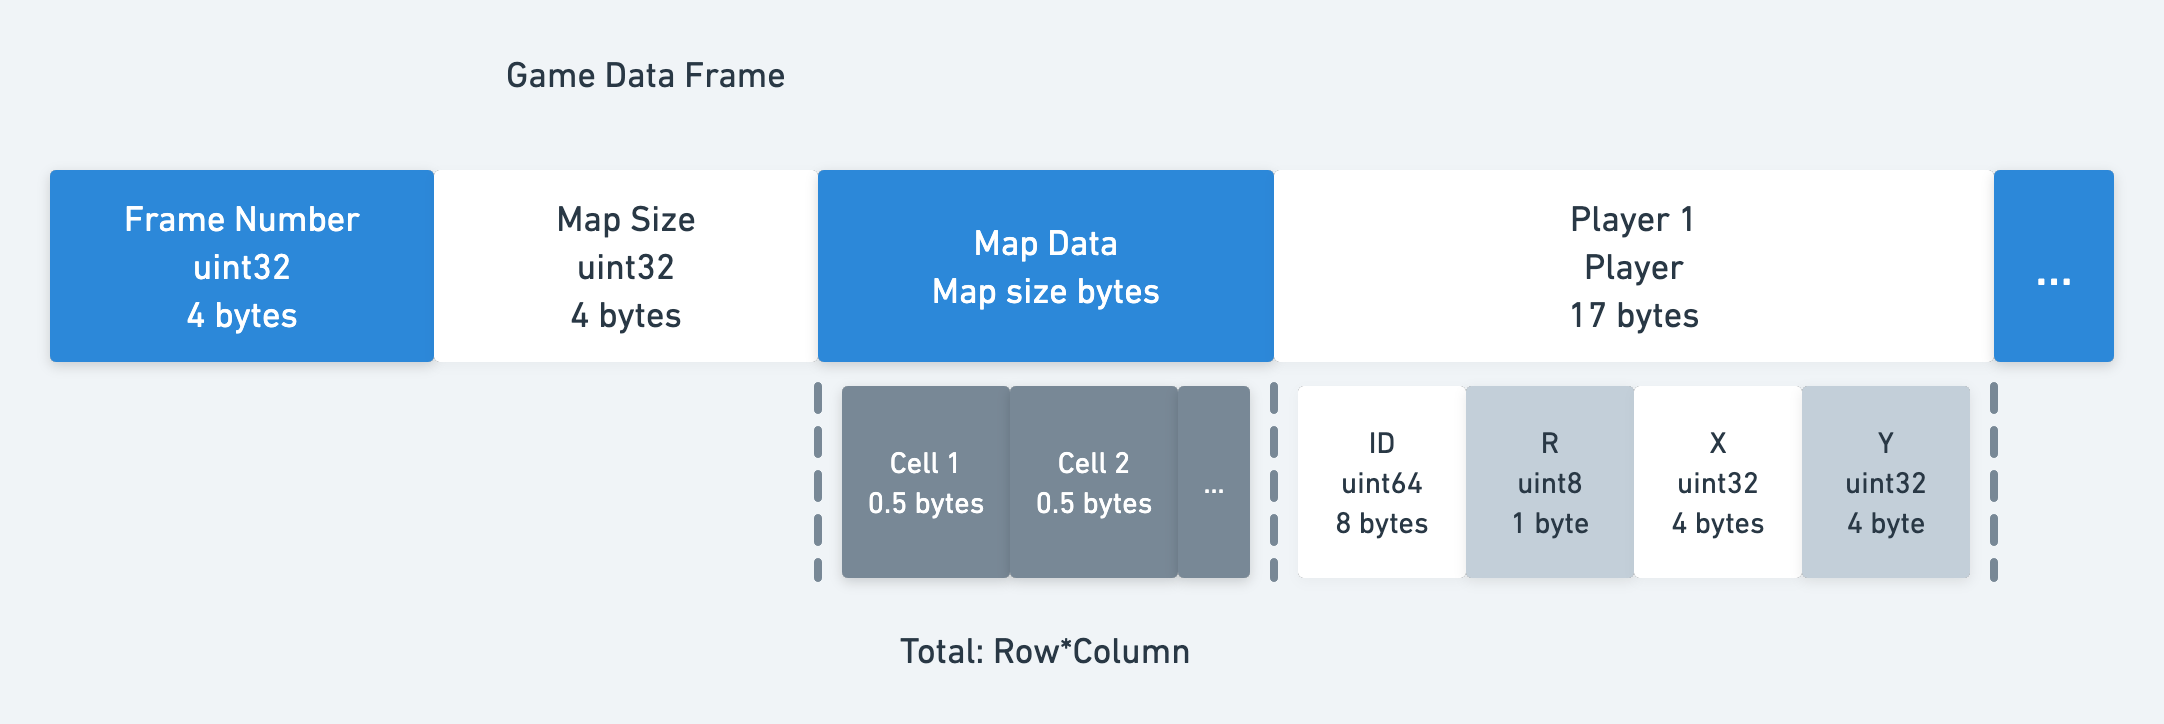 Game Data Frame
Frame Number
uint32
4 bytes
Map Size
uint32
4 bytes
Map Data
Map size bytes
Player 1
Player
17 bytes
...
Cell 1
0.5 bytes
Cell 2
0.5 bytes
...
ID
uint64
8 bytes
R
uint8
1 byte
X
uint32
4 bytes
Y
uint32
4 byte
Total: Row*Column